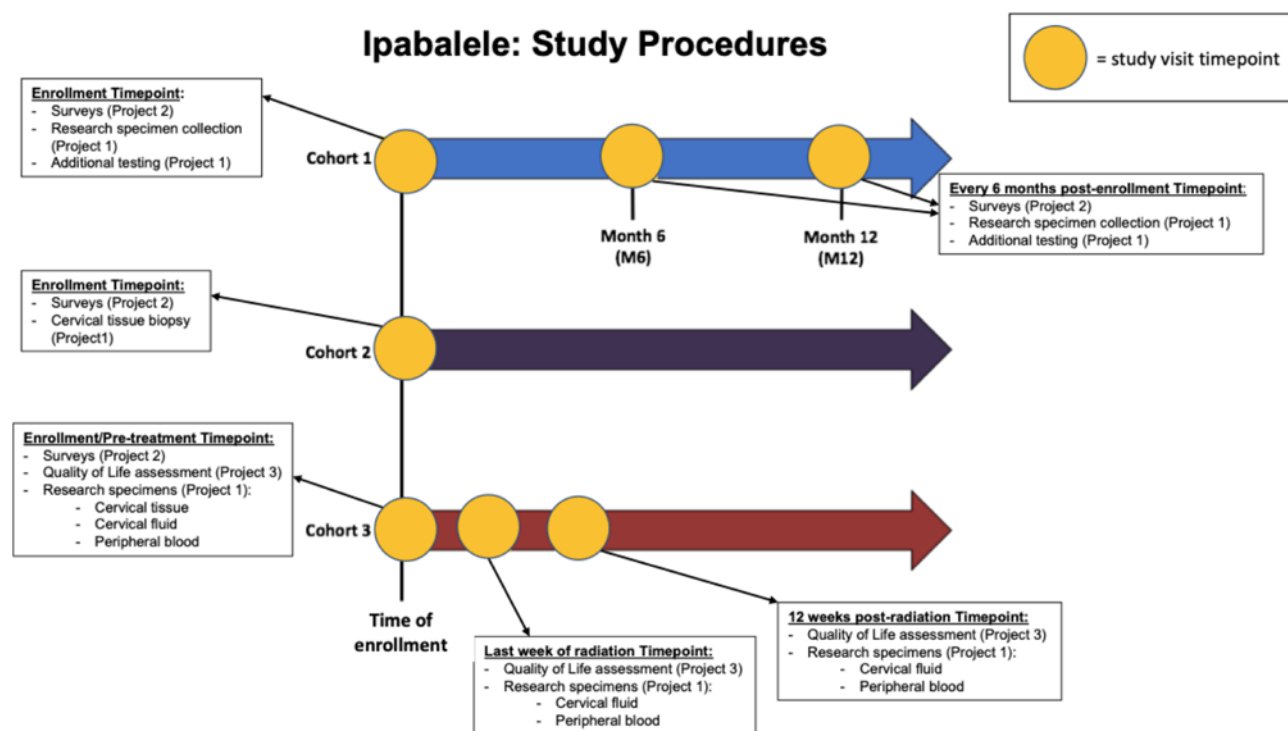 Ipabalele: Study Procedures
= study visit timepoint
Enrollment Timepoint:
- Surveys (Project 2)
- Research specimen collection
(Project 1)
- Additional testing (Project 1)
Cohort 1
Month 6
(M6)
Month 12
(M12)
Every 6 months post-enrollment Timepoint:
- Surveys (Project 2)
- Research specimen collection (Project 1)
- Additional testing (Project 1)
Enrollment Timepoint:
- Surveys (Project 2)
- Cervical tissue biopsy
(Project1)
Cohort 2
Enrollment/Pre-treatment Timepoint:
- Surveys (Project 2)
- Quality of Life assessment (Project 3)
- Research specimens (Project 1):
- Cervical tissue
- Cervical fluid
- Peripheral blood
Cohort 3
Time of
enrollment
Last week of radiation Timepoint:
- Quality of Life assessment (Project 3)
- Research specimens (Project 1):
- Cervical fluid
- Peripheral blood
12 weeks post-radiation Timepoint:
- Quality of Life assessment (Project 3)
- Research specimens (Project 1):
- Cervical fluid
- Peripheral blood